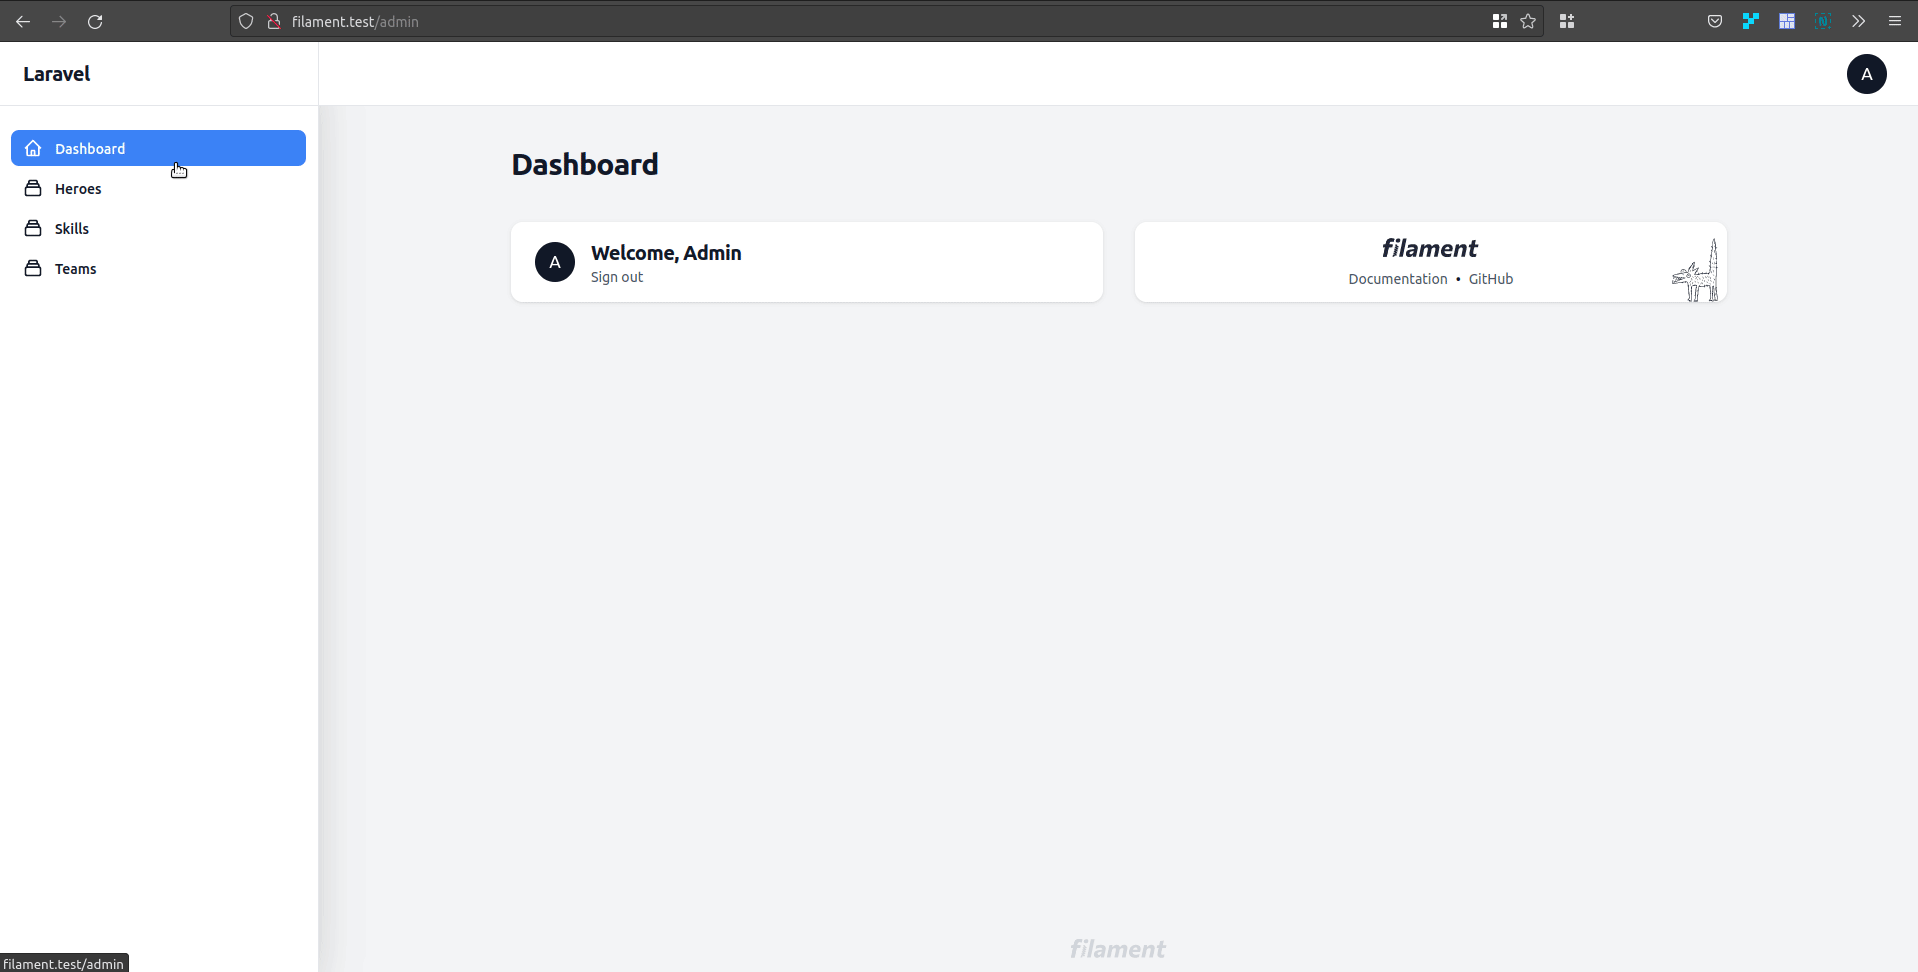 filament.test/admin
Laravel
A
Dashboard
Heroes
Skills
Teams
Dashboard
A
Welcome, Admin
Sign out
filament
Documentation • GitHub
filament
filament.test/admin